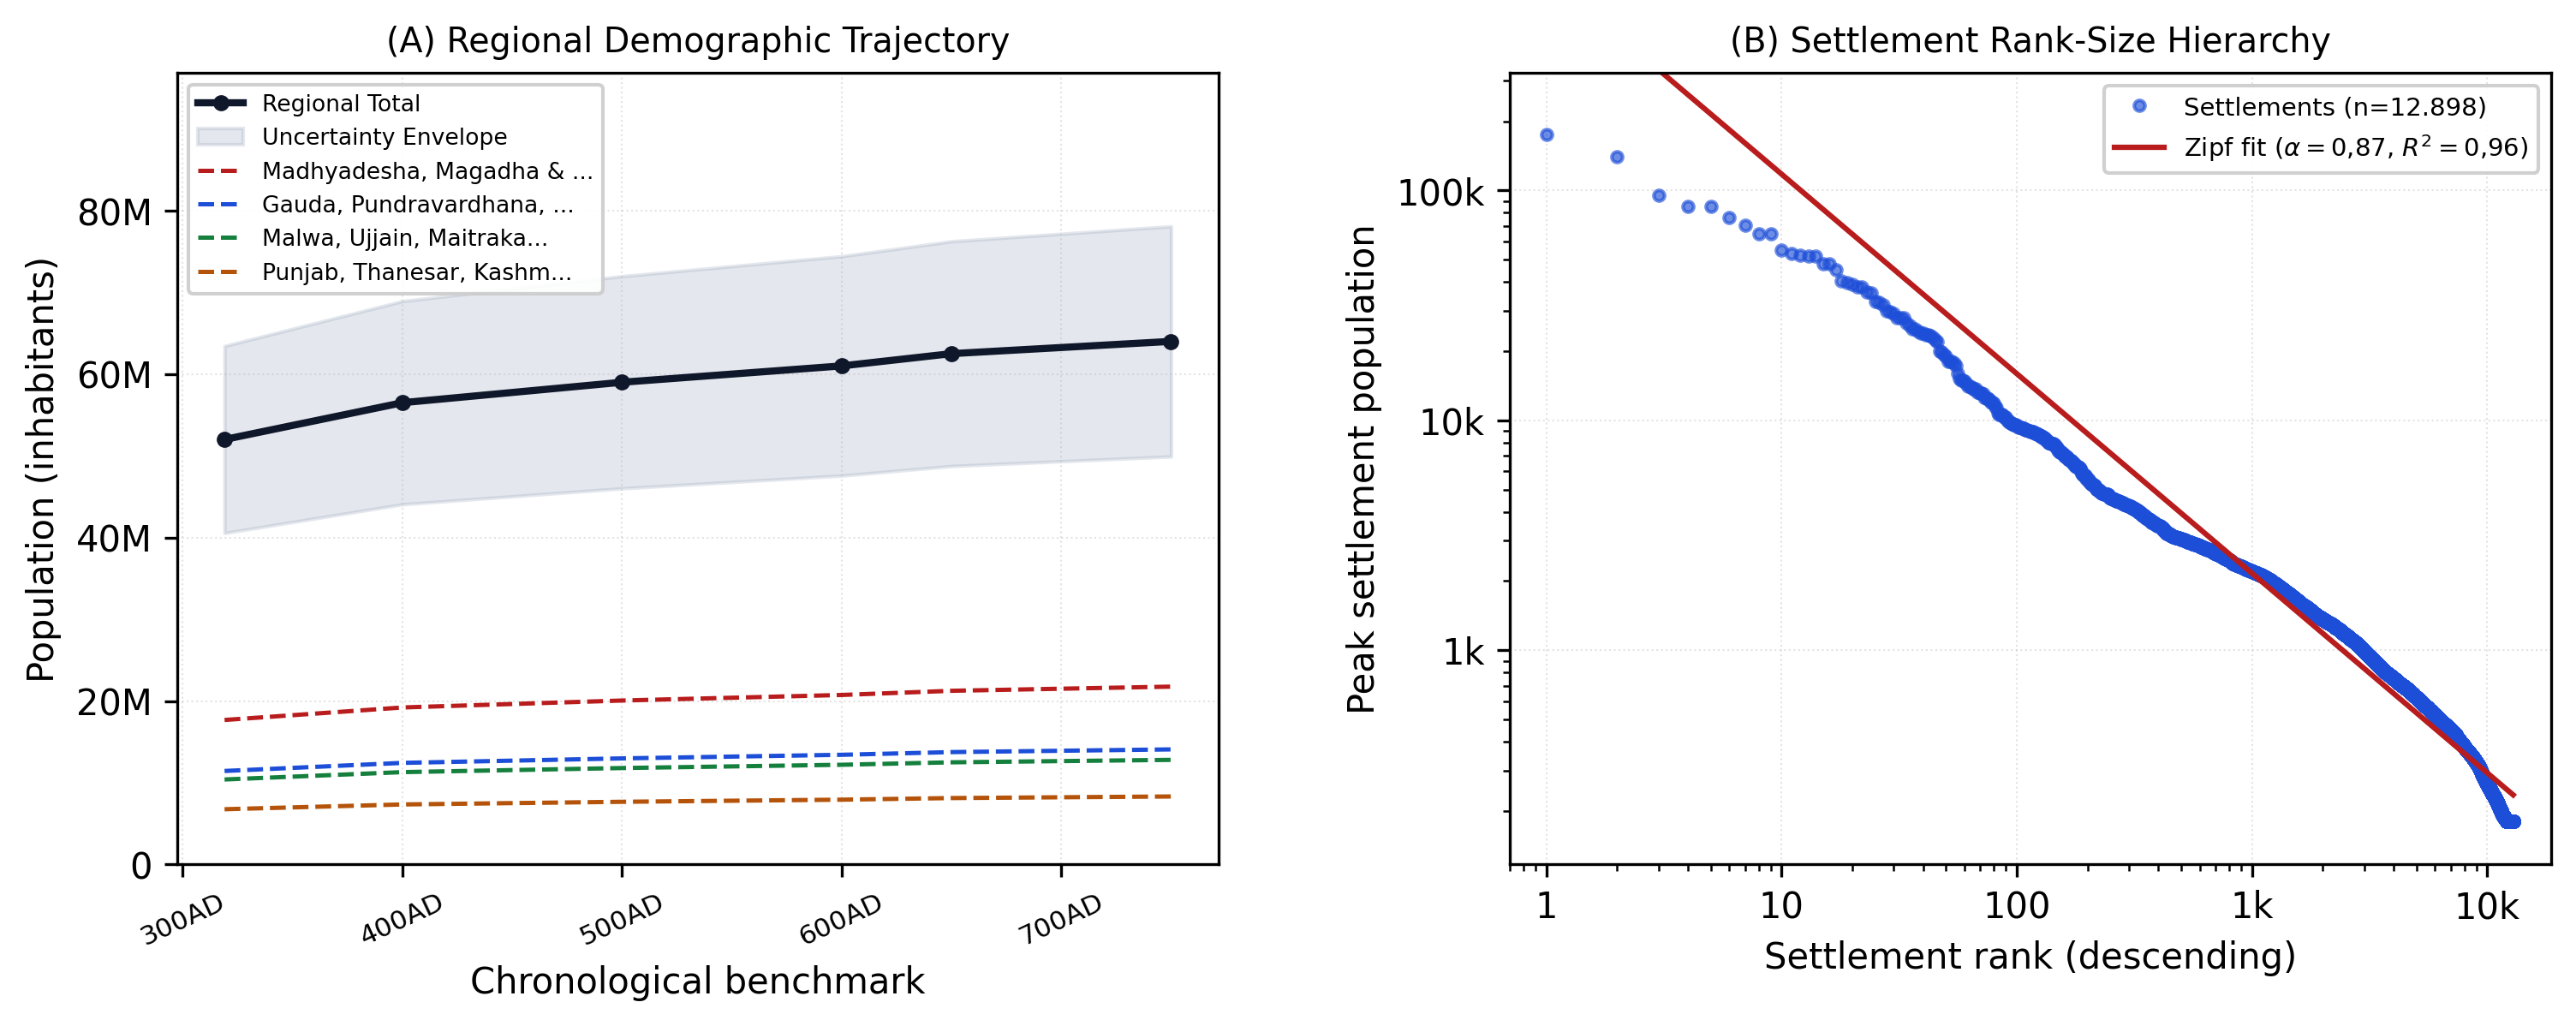 (A) Regional Demographic Trajectory
Population (inhabitants)
80M
60M
40M
20M
0
Regional Total
Uncertainty Envelope
Madhyadesha, Magadha & ...
Gauda, Pundravardhana, ...
Malwa, Ujjain, Maitraka...
Punjab, Thanesar, Kashm...
300AD
400AD
500AD
600AD
700AD
Chronological benchmark
(B) Settlement Rank-Size Hierarchy
Peak settlement population
100k
10k
1k
Settlements (n=12.898)
Zipf fit (α = 0,87, R² = 0,96)
1
10
100
1k
10k
Settlement rank (descending)